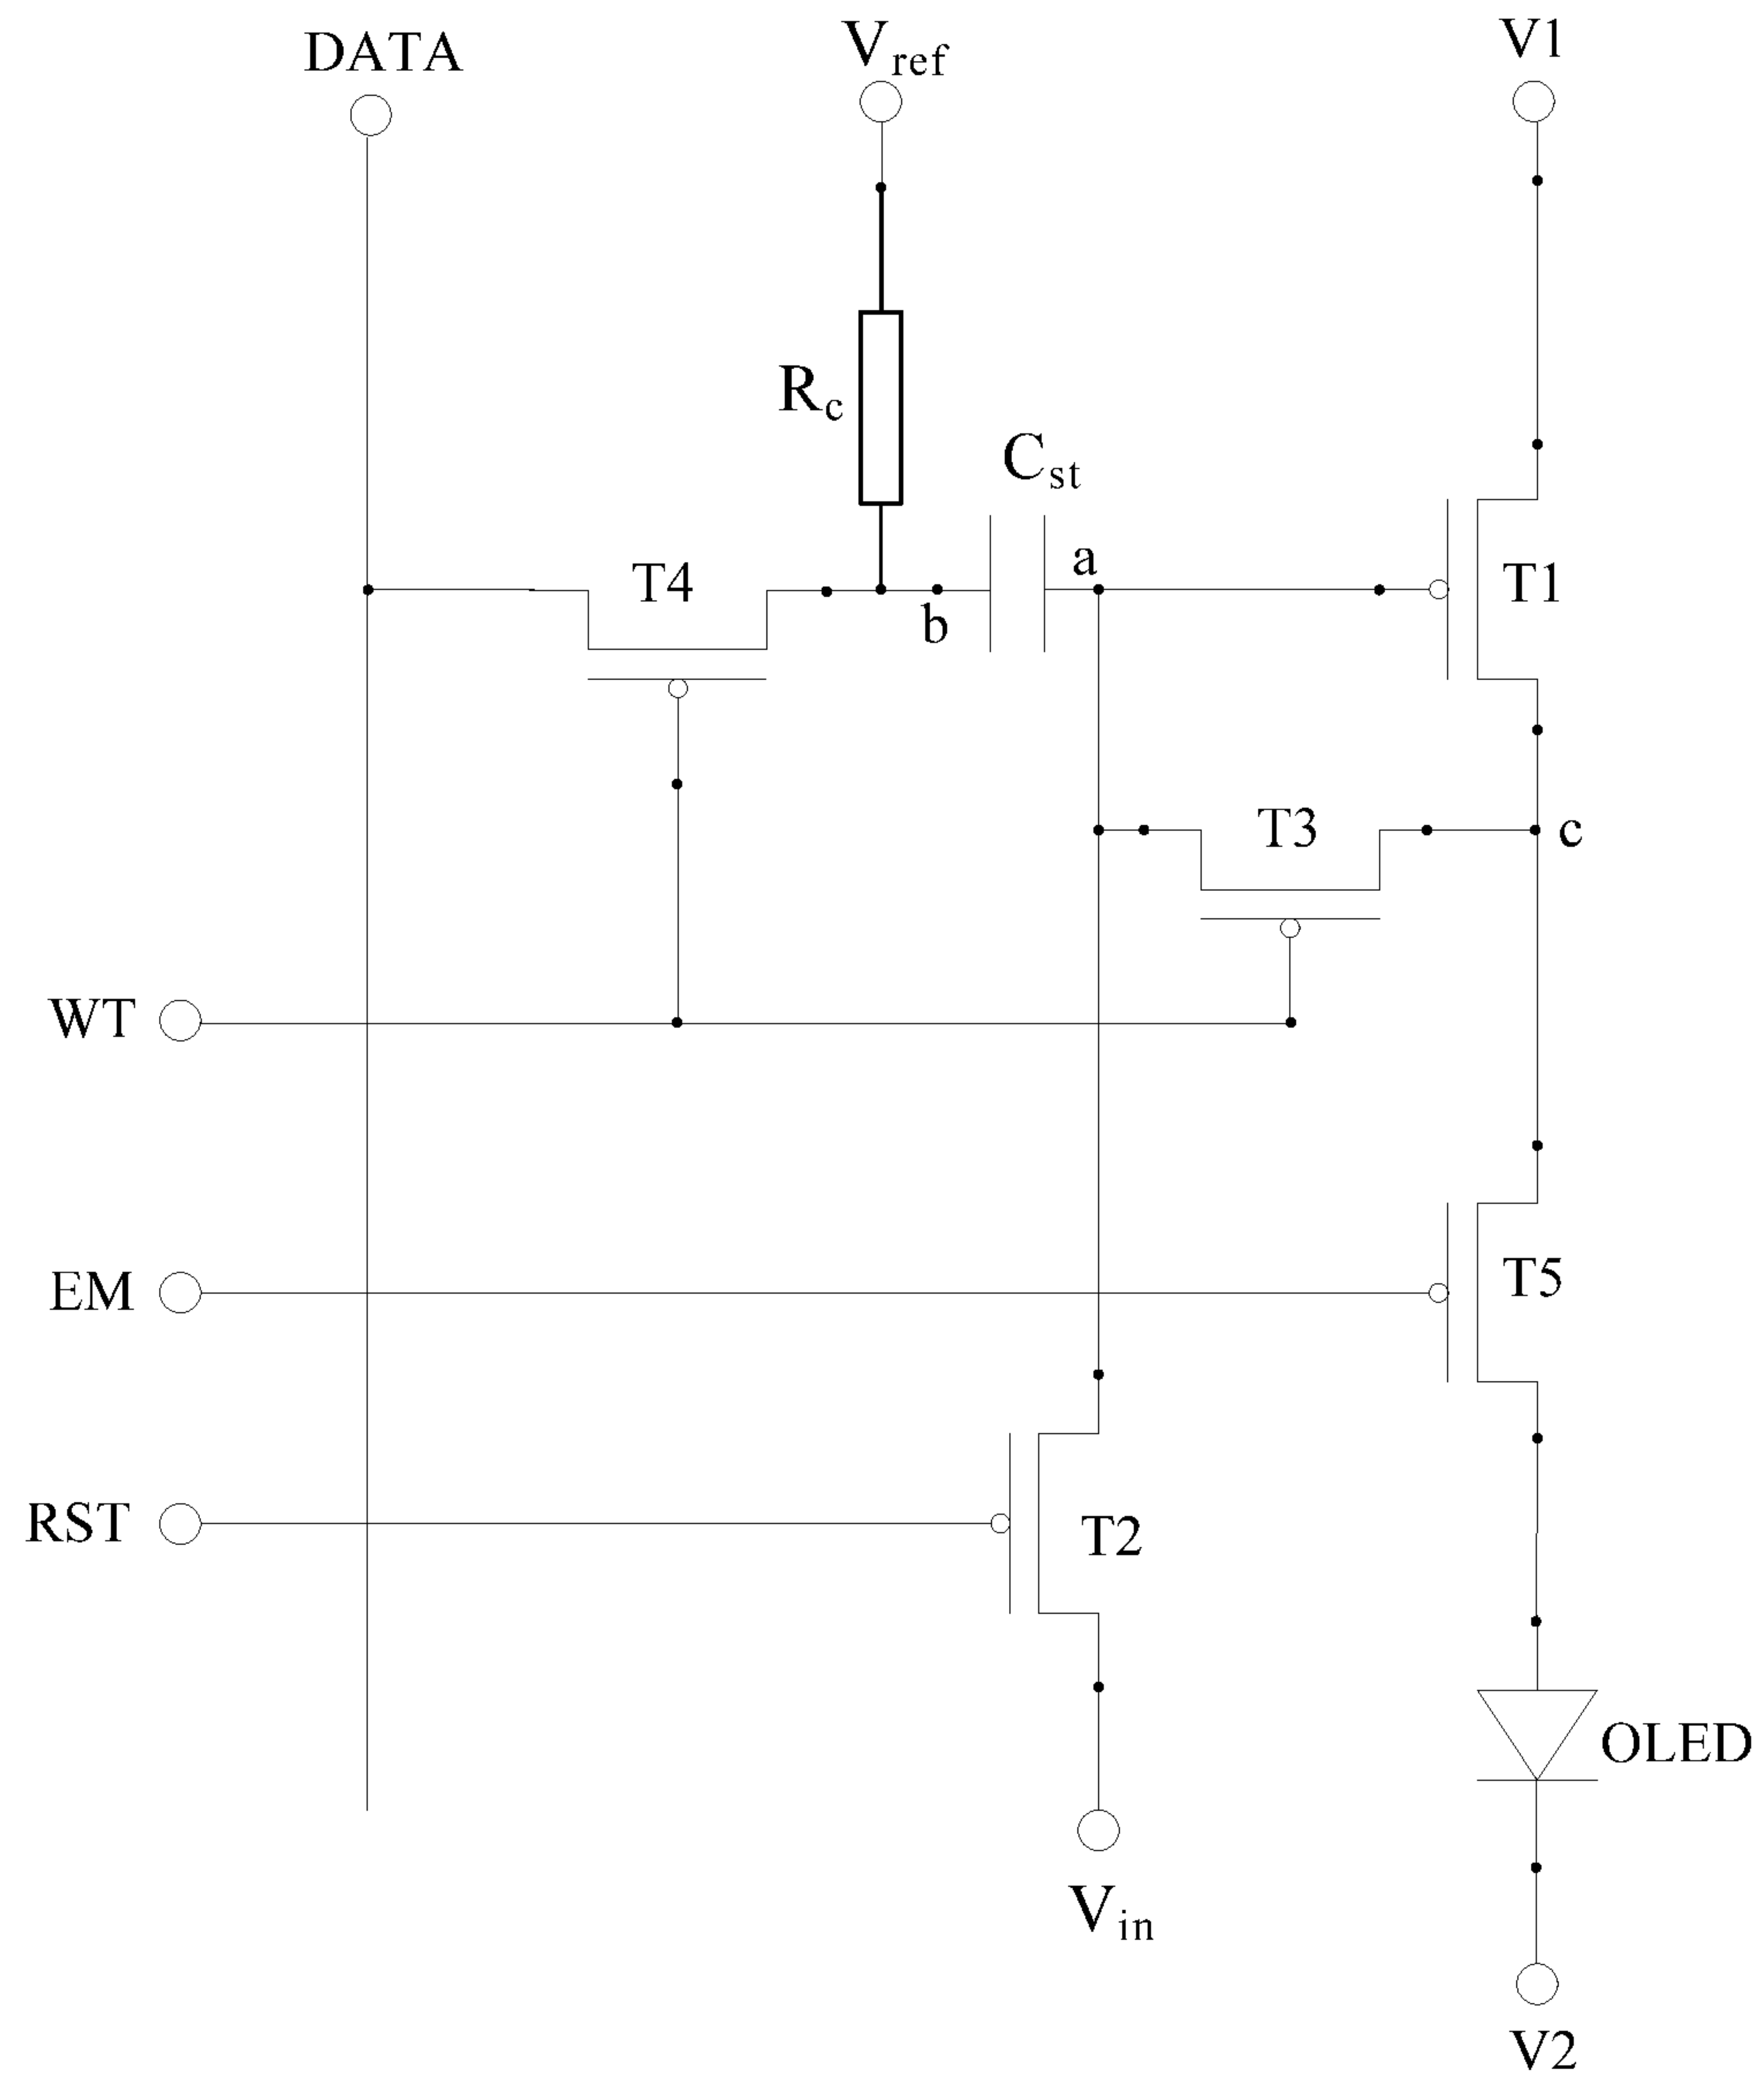 DATA
Vref
V1
Rc
Cst
a
T4
T1
b
T3
c
WT
EM
T5
RST
T2
OLED
Vin
V2